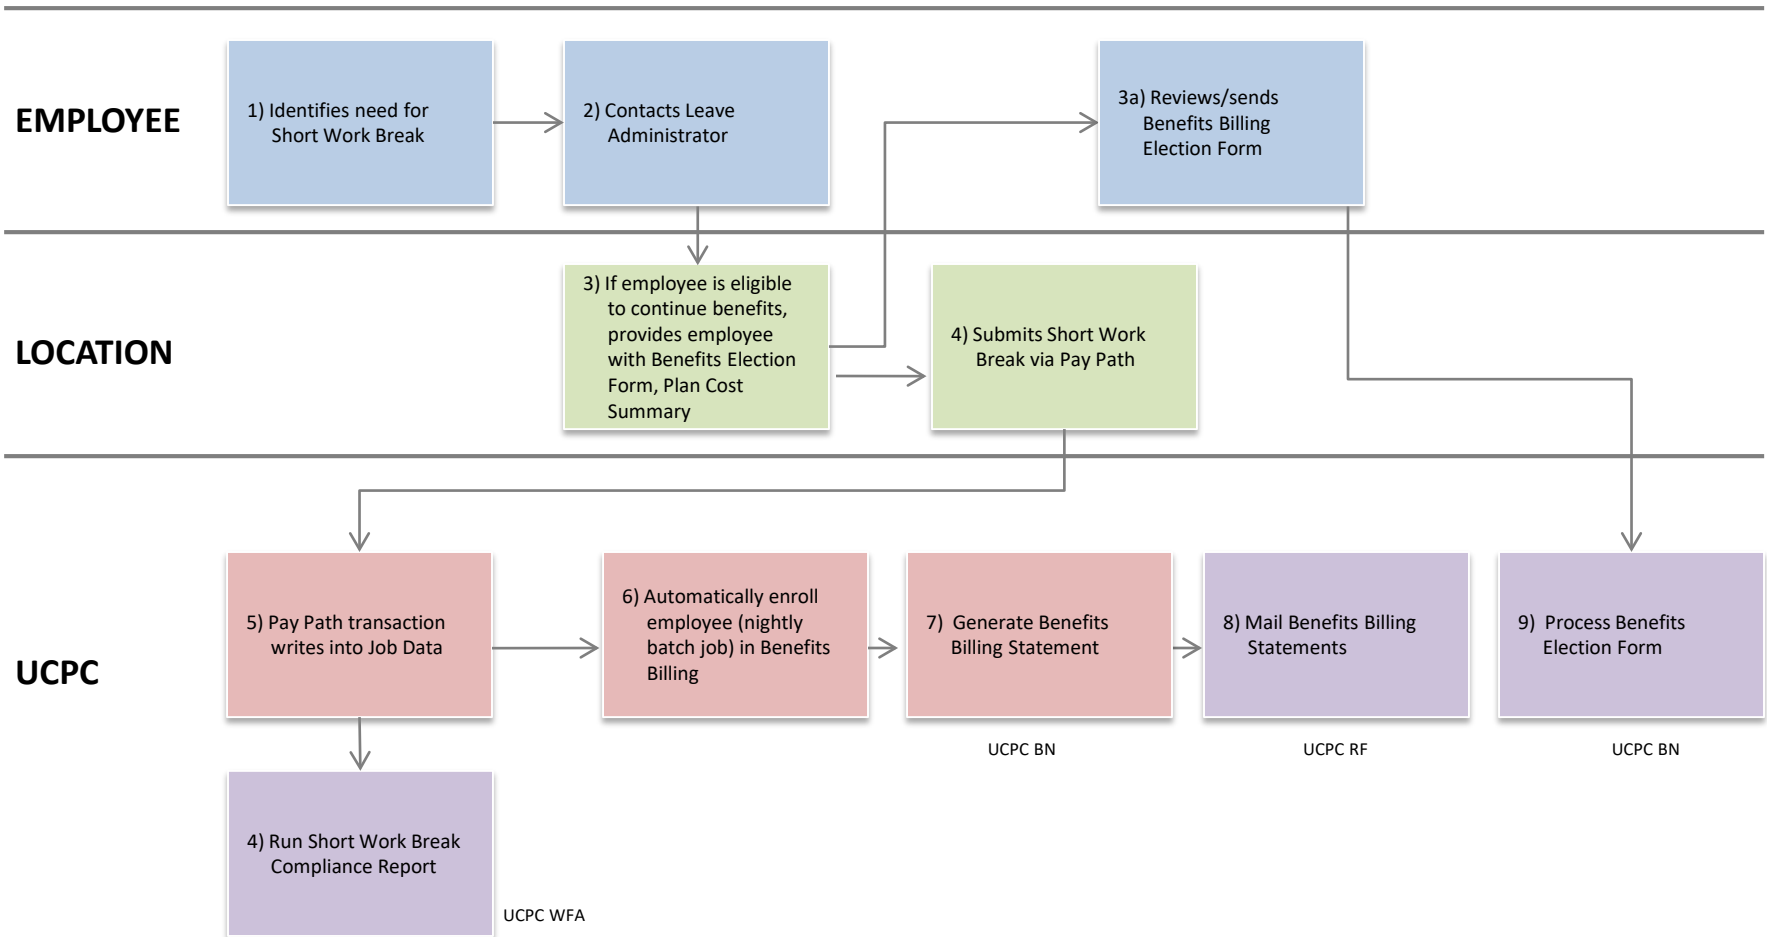 EMPLOYEE
1) Identifies need for
Short Work Break
2) Contacts Leave
Administrator
3a) Reviews/sends
Benefits Billing
Election Form
LOCATION
3) If employee is eligible
to continue benefits,
provides employee
with Benefits Election
Form, Plan Cost
Summary
4) Submits Short Work
Break via Pay Path
UCPC
5) Pay Path transaction
writes into Job Data
6) Automatically enroll
employee (nightly
batch job) in Benefits
Billing
7) Generate Benefits
Billing Statement
8) Mail Benefits Billing
Statements
9) Process Benefits
Election Form
UCPC BN
UCPC RF
UCPC BN
4) Run Short Work Break
Compliance Report
UCPC WFA